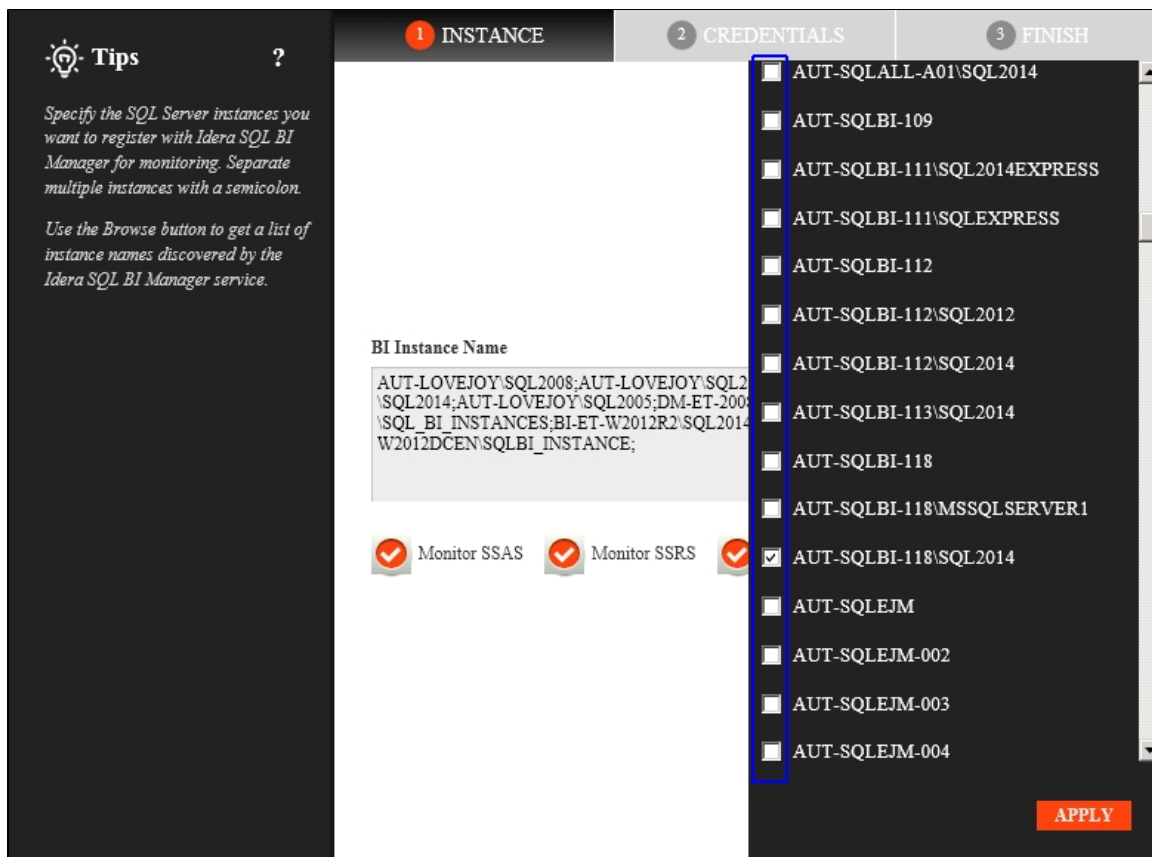 Tips
?
Specify the SQL Server instances you
want to register with Idera SQL BI
Manager for monitoring. Separate
multiple instances with a semicolon.
Use the Browse button to get a list of
instance names discovered by the
Idera SQL BI Manager service.
1 INSTANCE
2 CREDENTIALS
3 FINISH
BI Instance Name
AUT-LOVEJOY\SQL2008;AUT-LOVEJOY\SQL2
\SQL2014;AUT-LOVEJOY\SQL2005;DM-ET-2008
\SQL_BI_INSTANCES;BI-ET-W2012R2\SQL2014
W2012DCEN\SQLBI_INSTANCE;
Monitor SSAS
Monitor SSRS
AUT-SQLALL-A01\SQL2014
AUT-SQLBI-109
AUT-SQLBI-111\SQL2014EXPRESS
AUT-SQLBI-111\SQLEXPRESS
AUT-SQLBI-112
AUT-SQLBI-112\SQL2012
AUT-SQLBI-112\SQL2014
AUT-SQLBI-113\SQL2014
AUT-SQLBI-118
AUT-SQLBI-118\MSSQLSERVER1
AUT-SQLBI-118\SQL2014
AUT-SQLEJM
AUT-SQLEJM-002
AUT-SQLEJM-003
AUT-SQLEJM-004
APPLY